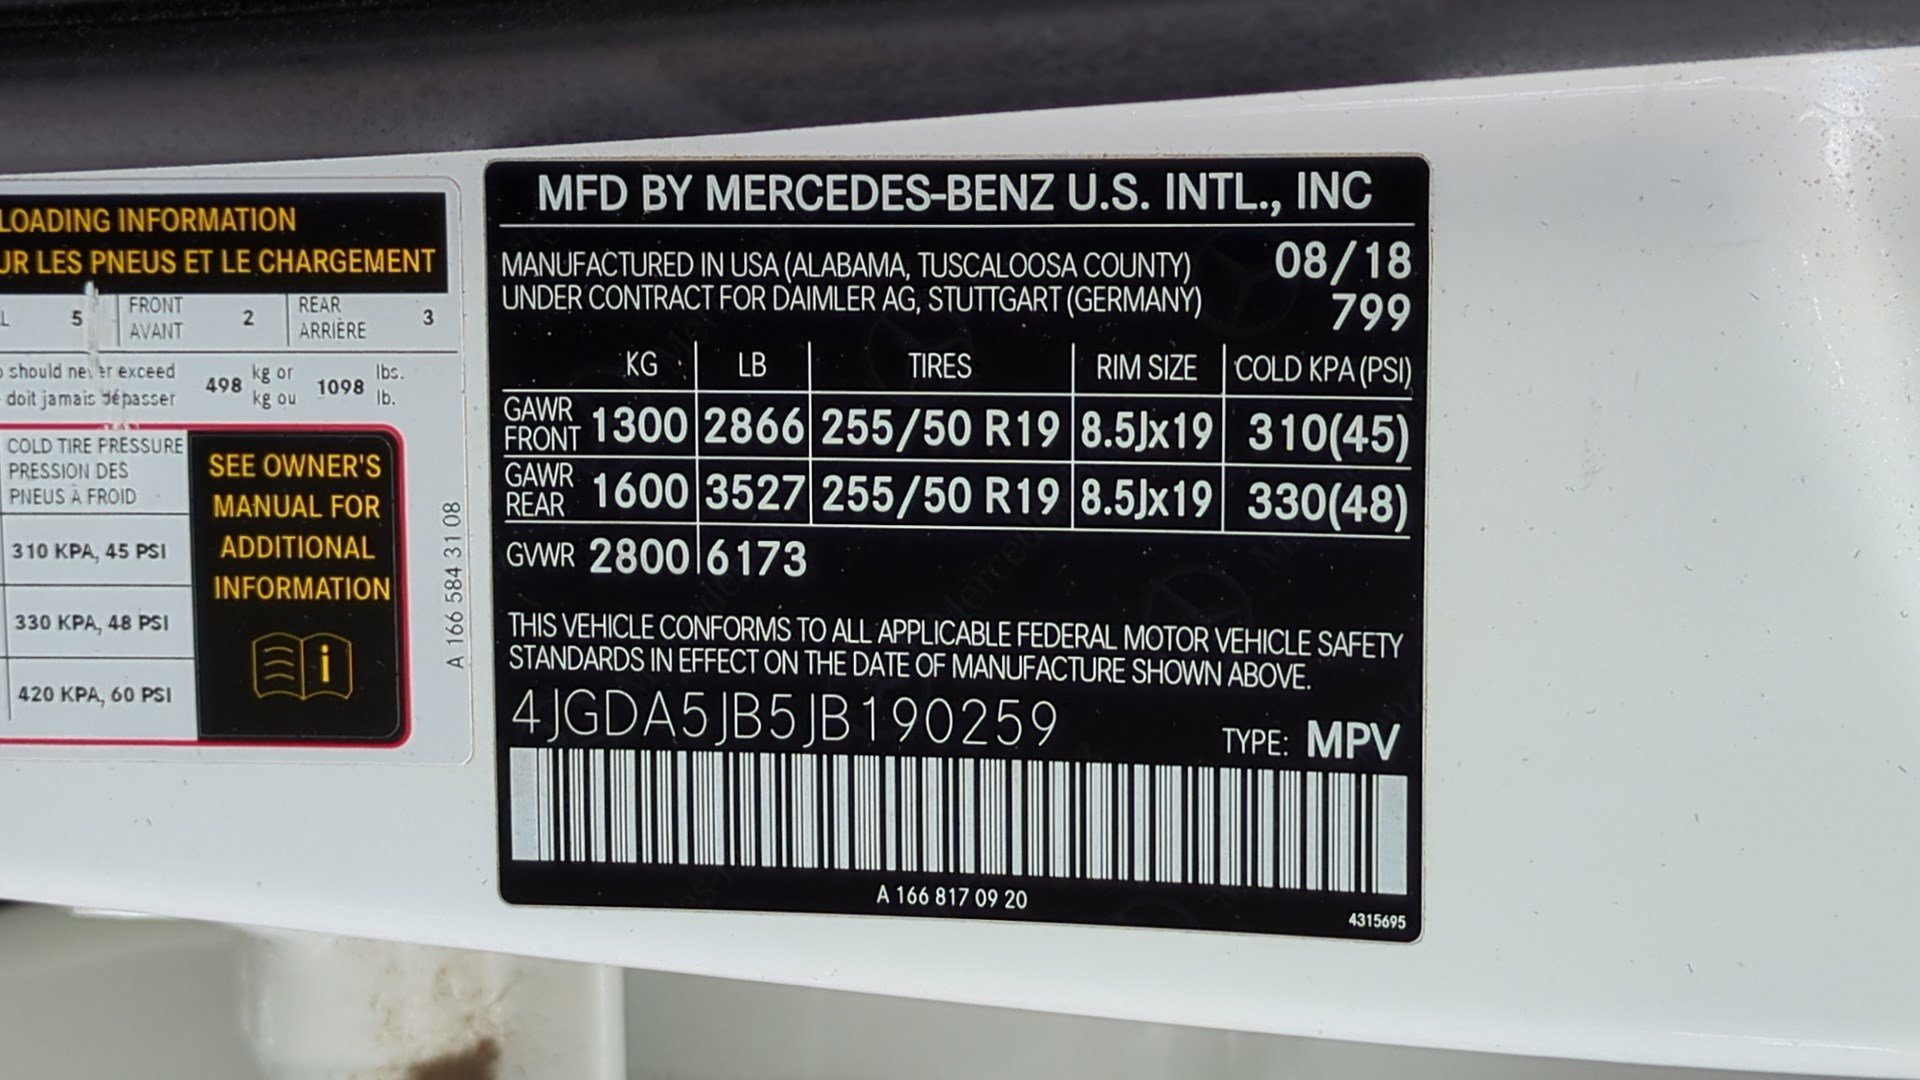 LOADING INFORMATION
UR LES PNEUS ET LE CHARGEMENT
L 5 FRONT AVANT 2 REAR ARRIÈRE 3
should never exceed 498 kg or 1098 lbs.
doit jamais dépasser kg ou lb.
COLD TIRE PRESSURE
PRESSION DES
PNEUS À FROID
310 KPA, 45 PSI
330 KPA, 48 PSI
420 KPA, 60 PSI
SEE OWNER'S
MANUAL FOR
ADDITIONAL
INFORMATION
i
A 166 584 31 08
MFD BY MERCEDES-BENZ U.S. INTL., INC
MANUFACTURED IN USA (ALABAMA, TUSCALOOSA COUNTY) 08/18
UNDER CONTRACT FOR DAIMLER AG, STUTTGART (GERMANY) 799
KG LB TIRES RIM SIZE COLD KPA (PSI)
GAWR FRONT 1300 2866 255/50 R19 8.5Jx19 310(45)
GAWR REAR 1600 3527 255/50 R19 8.5Jx19 330(48)
GVWR 2800 6173
THIS VEHICLE CONFORMS TO ALL APPLICABLE FEDERAL MOTOR VEHICLE SAFETY
STANDARDS IN EFFECT ON THE DATE OF MANUFACTURE SHOWN ABOVE.
4JGDA5JB5JB190259 TYPE: MPV
A 166 817 09 20
4315695